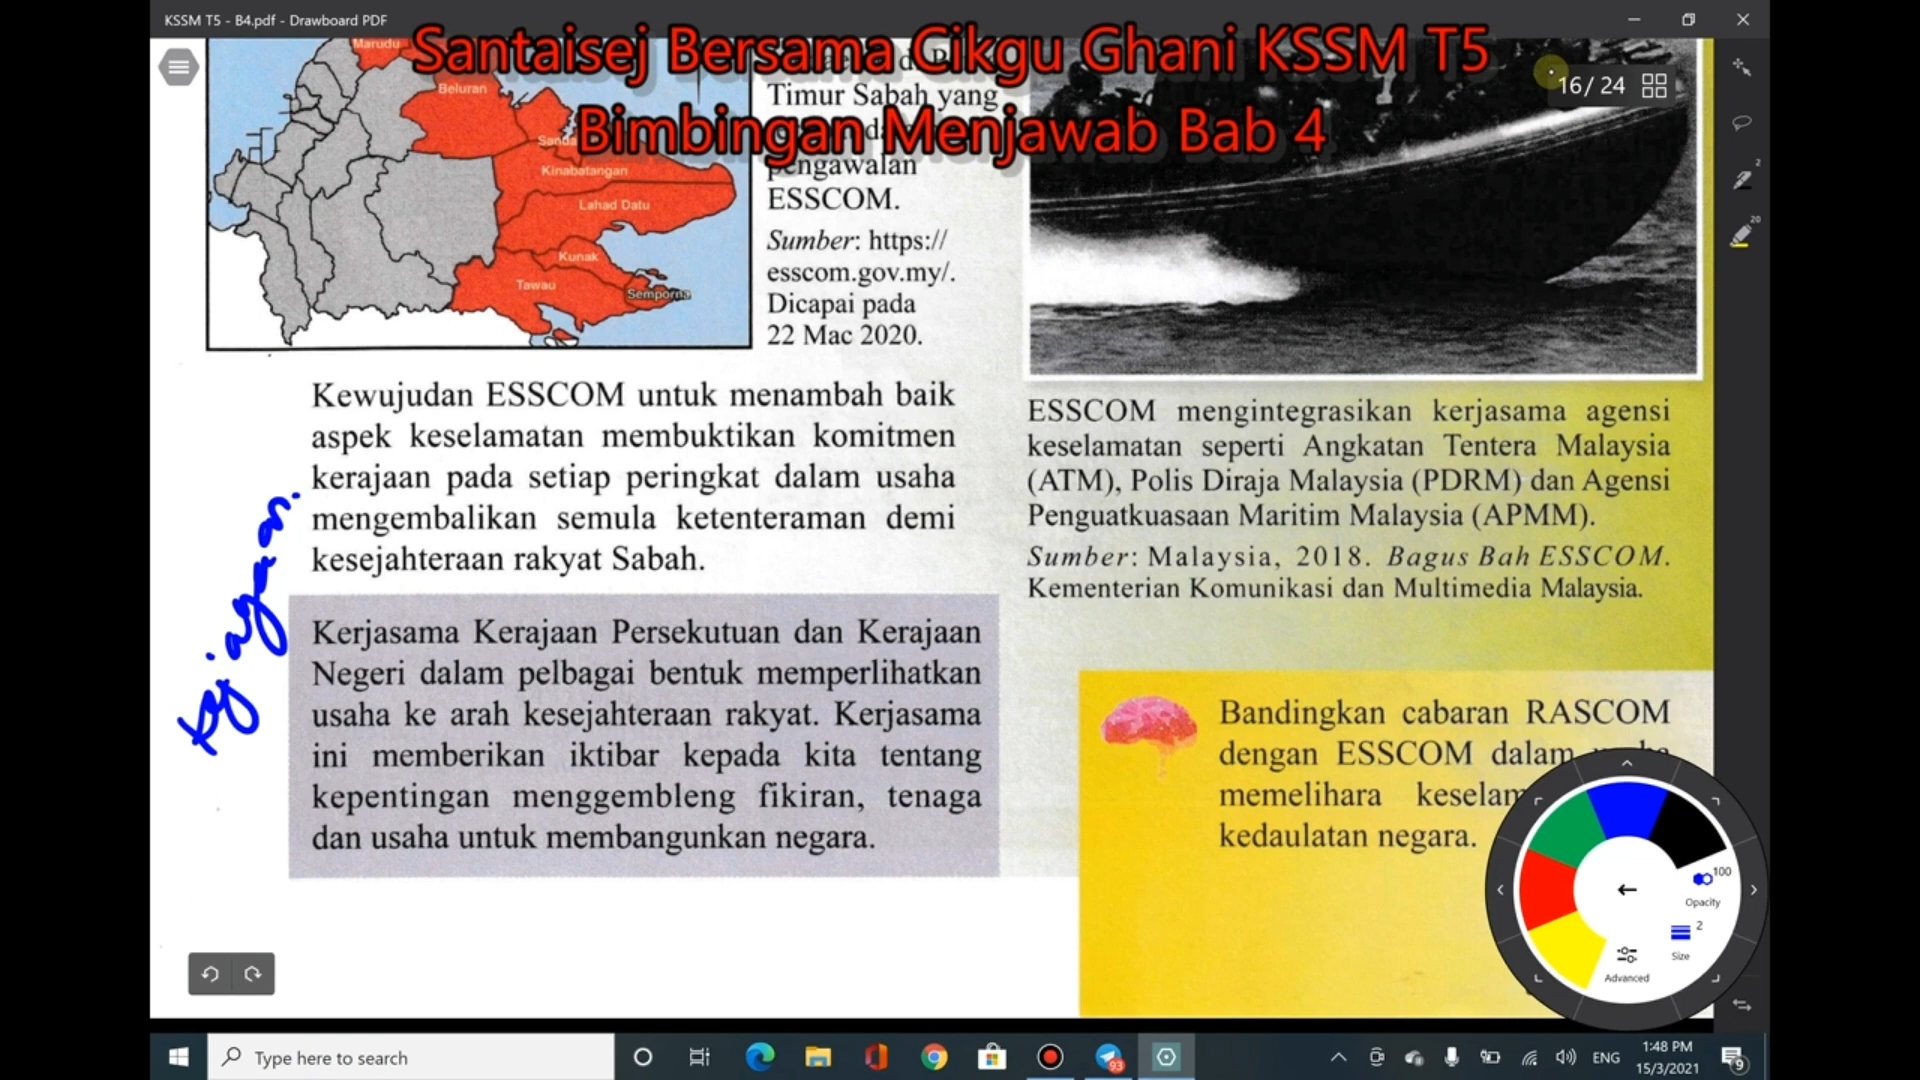 KSSM T5 - B4.pdf - Drawboard PDF
Santaisej Bersama Cikgu Ghani KSSM T5
Bimbingan Menjawab Bab 4
16 / 24
Marudu
Beluran
Kinabatangan
Lahad Datu
Kunak
Tawau
Semporna
Timur Sabah yang
pengawalan
ESSCOM.
Sumber: https://
esscom.gov.my/.
Dicapai pada
22 Mac 2020.
Kewujudan ESSCOM untuk menambah baik
aspek keselamatan membuktikan komitmen
kerajaan pada setiap peringkat dalam usaha
mengembalikan semula ketenteraman demi
kesejahteraan rakyat Sabah.
Kerjasama Kerajaan Persekutuan dan Kerajaan
Negeri dalam pelbagai bentuk memperlihatkan
usaha ke arah kesejahteraan rakyat. Kerjasama
ini memberikan iktibar kepada kita tentang
kepentingan menggembleng fikiran, tenaga
dan usaha untuk membangunkan negara.
ESSCOM mengintegrasikan kerjasama agensi
keselamatan seperti Angkatan Tentera Malaysia
(ATM), Polis Diraja Malaysia (PDRM) dan Agensi
Penguatkuasaan Maritim Malaysia (APMM).
Sumber: Malaysia, 2018. Bagus Bah ESSCOM.
Kementerian Komunikasi dan Multimedia Malaysia.
Bandingkan cabaran RASCOM
dengan ESSCOM dalam
memelihara
kedaulatan negara.
2
20
100
Opacity
2
Size
Advanced
Type here to search
93
ENG
1:48 PM
15/3/2021
9